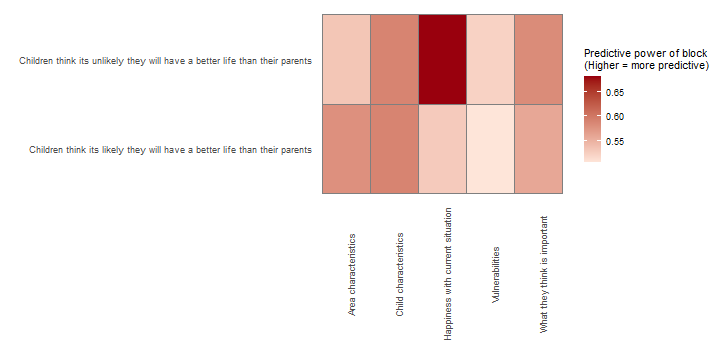 Children think its unlikely they will have a better life than their parents
Children think its likely they will have a better life than their parents
Area characteristics
Child characteristics
Happiness with current situation
Vulnerabilities
What they think is important
Predictive power of block
(Higher = more predictive)
0.65
0.60
0.55